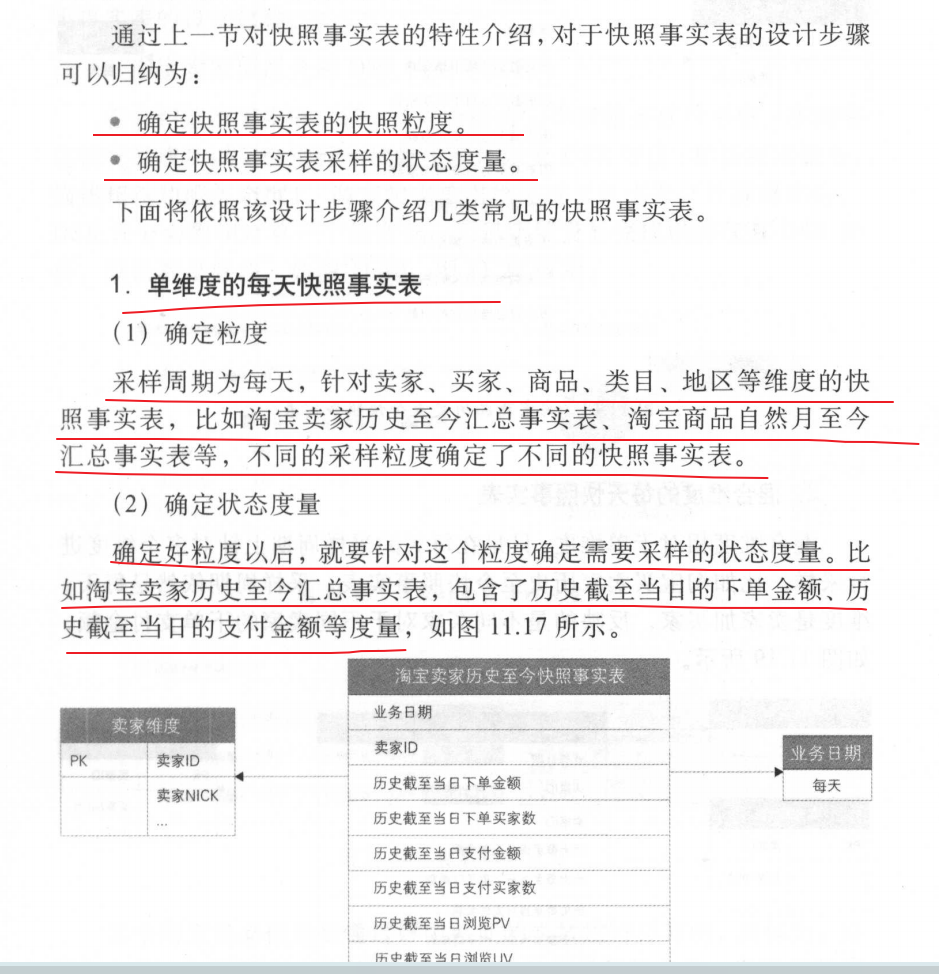 通过上一节对快照事实表的特性介绍，对于快照事实表的设计步骤
可以归纳为：
• 确定快照事实表的快照粒度。
• 确定快照事实表采样的状态度量。
下面将依照该设计步骤介绍几类常见的快照事实表。
1. 单维度的每天快照事实表
（1）确定粒度
采样周期为每天，针对卖家、买家、商品、类目、地区等维度的快
照事实表，比如淘宝卖家历史至今汇总事实表、淘宝商品自然月至今
汇总事实表等，不同的采样粒度确定了不同的快照事实表。
（2）确定状态度量
确定好粒度以后，就要针对这个粒度确定需要采样的状态度量。比
如淘宝卖家历史至今汇总事实表，包含了历史截至当日的下单金额、历
史截至当日的支付金额等度量，如图 11.17 所示。
卖家维度
PK 卖家ID
卖家NICK
...
淘宝卖家历史至今快照事实表
业务日期
卖家ID
历史截至当日下单金额
历史截至当日下单买家数
历史截至当日支付金额
历史截至当日支付买家数
历史截至当日浏览PV
历史截至当日浏览UV
业务日期
每天